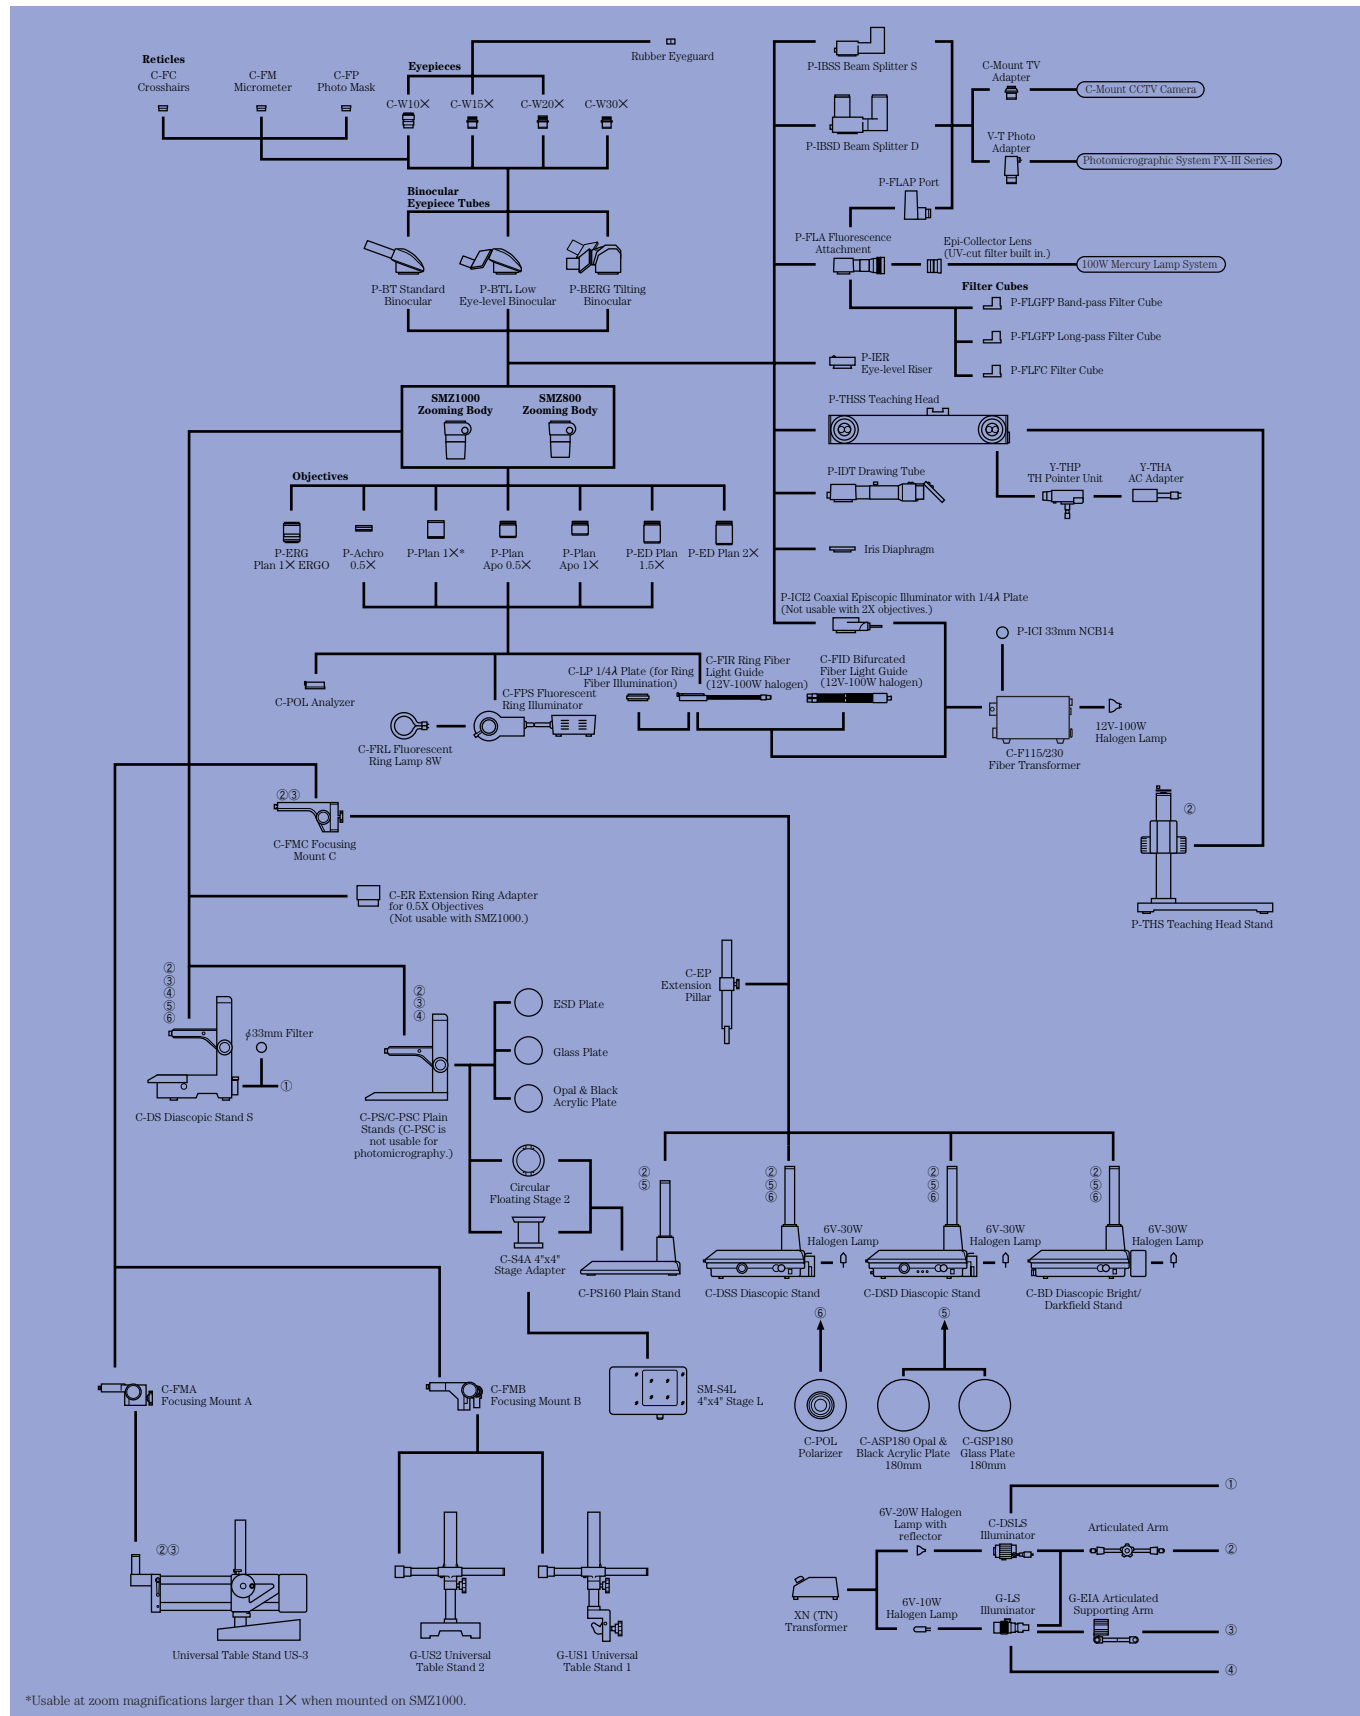 Rubber Eyeguard
Reticles
C-FC
Crosshairs
C-FM
Micrometer
C-FP
Photo Mask
Eyepieces
C-W10✕
C-W15✕
C-W20✕
C-W30✕
Binocular
Eyepiece Tubes
P-BT Standard
Binocular
P-BTL Low
Eye-level Binocular
P-BERG Tilting
Binocular
P-IBSS Beam Splitter S
P-IBSD Beam Splitter D
C-Mount TV
Adapter
C-Mount CCTV Camera
V-T Photo
Adapter
Photomicrographic System FX-III Series
P-FLAP Port
P-FLA Fluorescence
Attachment
Epi-Collector Lens
(UV-cut filter built in.)
100W Mercury Lamp System
Filter Cubes
P-FLGFP Band-pass Filter Cube
P-FLGFP Long-pass Filter Cube
P-FLFC Filter Cube
P-IER
Eye-level Riser
SMZ1000
Zooming Body
SMZ800
Zooming Body
P-THSS Teaching Head
Y-THP
TH Pointer Unit
Y-THA
AC Adapter
P-IDT Drawing Tube
Iris Diaphragm
Objectives
P-ERG
Plan 1✕ ERGO
P-Achro
0.5✕
P-Plan 1✕*
P-Plan
Apo 0.5✕
P-Plan
Apo 1✕
P-ED Plan
1.5✕
P-ED Plan 2✕
P-ICI2 Coaxial Episcopic Illuminator with 1/4λ Plate
(Not usable with 2X objectives.)
P-ICI 33mm NCB14
C-POL Analyzer
C-FPS Fluorescent
Ring Illuminator
C-FRL Fluorescent
Ring Lamp 8W
C-LP 1/4λ Plate (for Ring
Fiber Illumination)
C-FIR Ring Fiber
Light Guide
(12V-100W halogen)
C-FID Bifurcated
Fiber Light Guide
(12V-100W halogen)
C-F115/230
Fiber Transformer
12V-100W
Halogen Lamp
②③
C-FMC Focusing
Mount C
②
P-THS Teaching Head Stand
C-ER Extension Ring Adapter
for 0.5X Objectives
(Not usable with SMZ1000.)
C-EP
Extension
Pillar
②
③
④
⑤
⑥
ϕ33mm Filter
①
C-DS Diascopic Stand S
②
③
④
C-PS/C-PSC Plain
Stands (C-PSC is
not usable for
photomicrography.)
ESD Plate
Glass Plate
Opal & Black
Acrylic Plate
Circular
Floating Stage 2
C-S4A 4"x4"
Stage Adapter
②
⑤
C-PS160 Plain Stand
②
⑤
⑥
6V-30W
Halogen Lamp
C-DSS Diascopic Stand
②
⑤
⑥
6V-30W
Halogen Lamp
C-DSD Diascopic Stand
②
⑤
⑥
6V-30W
Halogen Lamp
C-BD Diascopic Bright/
Darkfield Stand
C-FMA
Focusing Mount A
C-FMB
Focusing Mount B
SM-S4L
4"x4" Stage L
⑥
C-POL
Polarizer
⑤
C-ASP180 Opal &
Black Acrylic Plate
180mm
C-GSP180
Glass Plate
180mm
②③
Universal Table Stand US-3
G-US2 Universal
Table Stand 2
G-US1 Universal
Table Stand 1
XN (TN)
Transformer
6V-20W Halogen
Lamp with
reflector
C-DSLS
Illuminator
Articulated Arm
①
②
6V-10W
Halogen Lamp
G-LS
Illuminator
G-EIA Articulated
Supporting Arm
③
④
*Usable at zoom magnifications larger than 1✕ when mounted on SMZ1000.